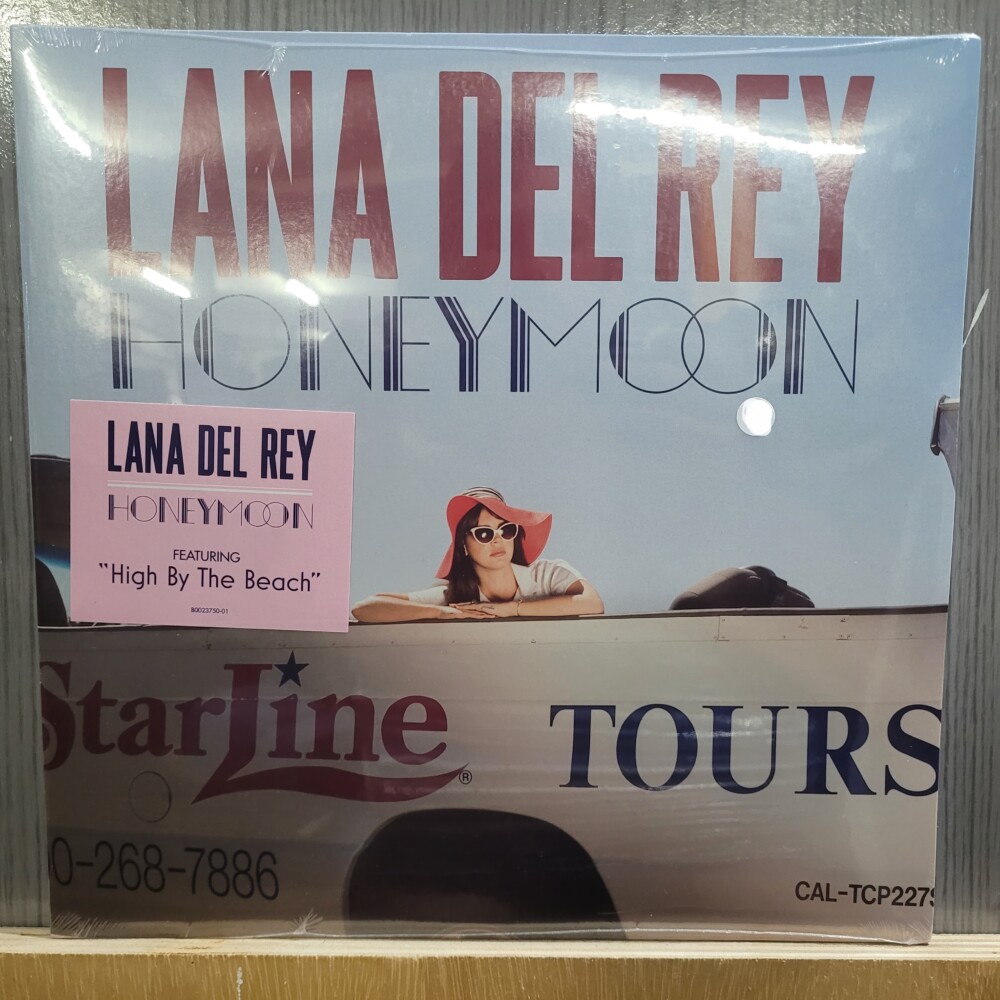 LANA DEL REY
HONEYMOON
LANA DEL REY
HONEYMOON
FEATURING
"High By The Beach"
B0023750-01
StarLine®
TOURS
0-268-7886
CAL-TCP227